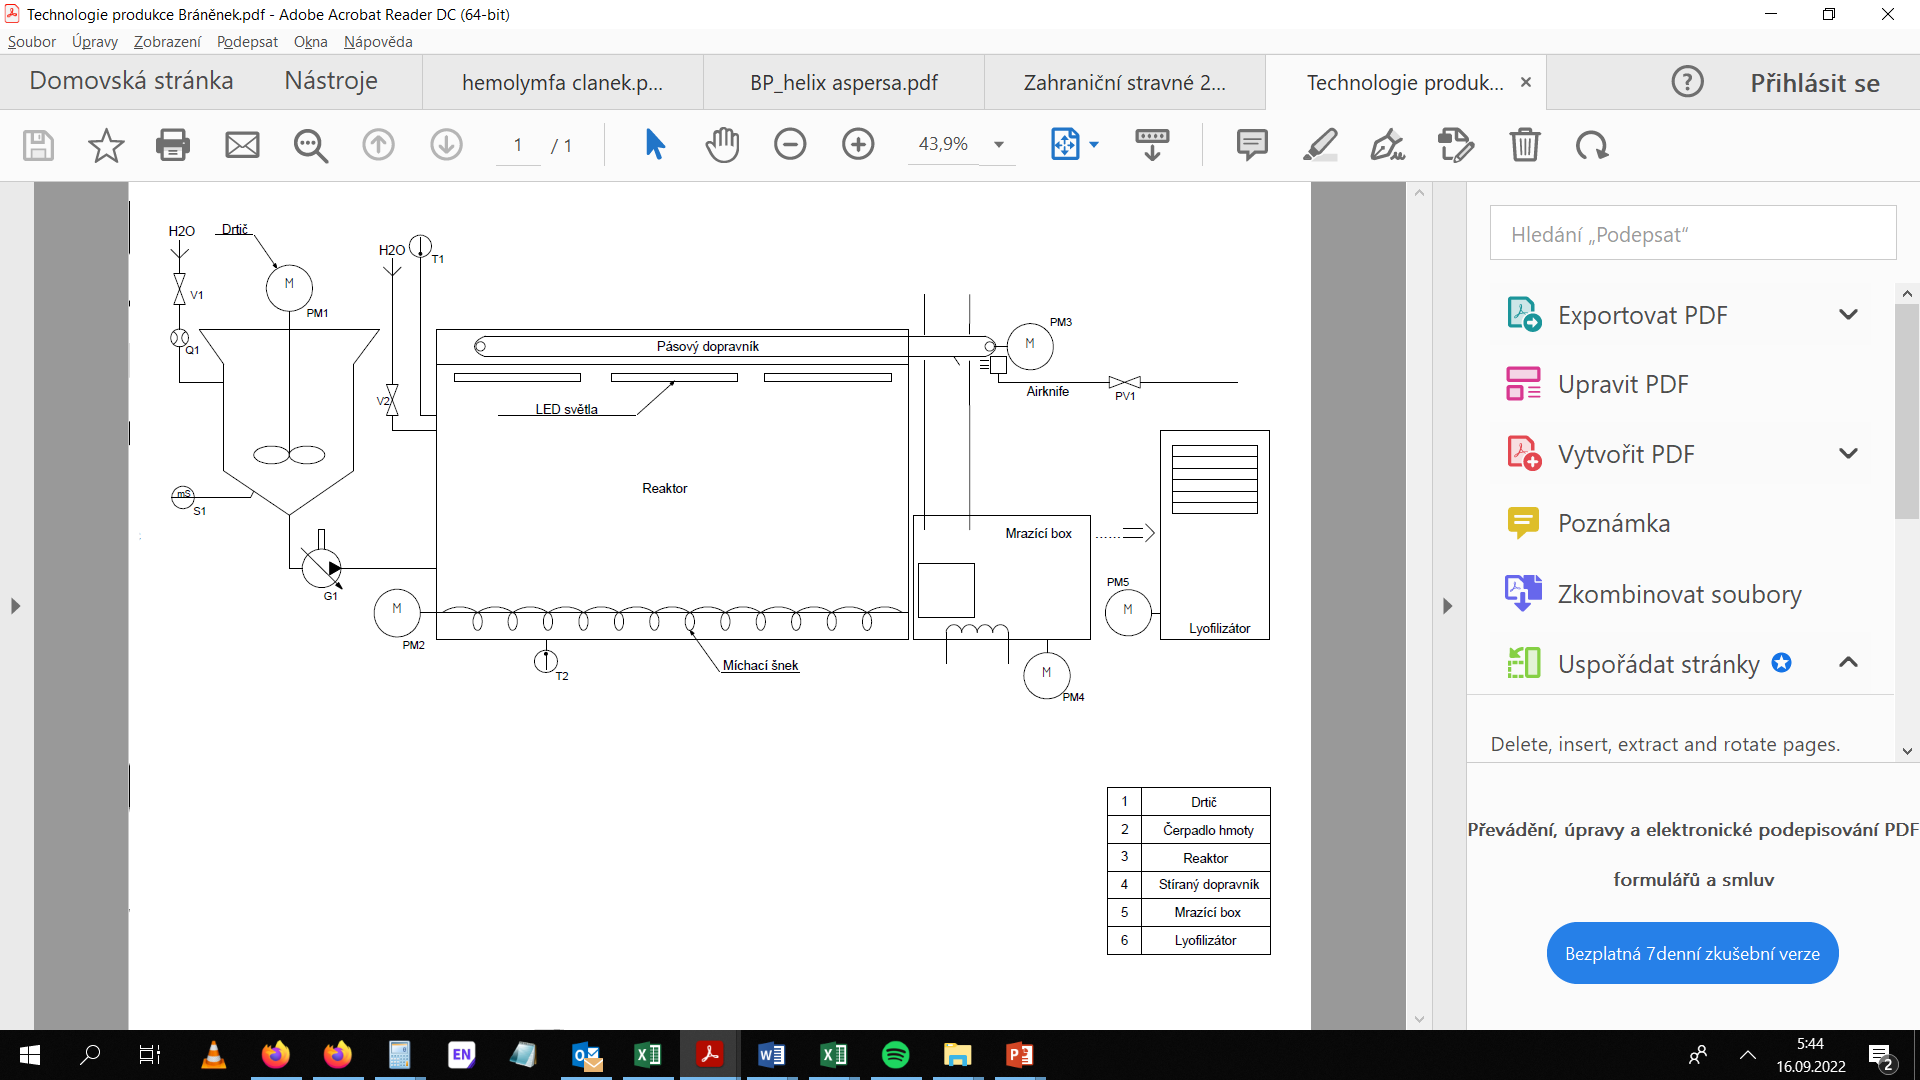 Technologie produkce Bráněnek.pdf - Adobe Acrobat Reader DC (64-bit)
Soubor Úpravy Zobrazení Podepsat Okna Nápověda
Domovská stránka Nástroje hemolymfa clanek.p... BP_helix aspersa.pdf Zahraniční stravné 2... Technologie produk... Přihlásit se
1 / 1 43,9%
H2O Drtič
H2O T1
M
V1
PM1
Q1
PM3
M
Pásový dopravník
V2
LED světla
Airknife
PV1
mS
S1
Reaktor
Mrazící box
G1
M
PM2
Míchací šnek
T2
M
PM4
PM5
M
Lyofilizátor
1 Drtič
2 Čerpadlo hmoty
3 Reaktor
4 Stíraný dopravník
5 Mrazící box
6 Lyofilizátor
Hledání „Podepsat“
Exportovat PDF
Upravit PDF
Vytvořit PDF
Poznámka
Zkombinovat soubory
Uspořádat stránky
Delete, insert, extract and rotate pages.
Převádění, úpravy a elektronické podepisování PDF
formulářů a smluv
Bezplatná 7denní zkušební verze
EN
5:44
16.09.2022
2